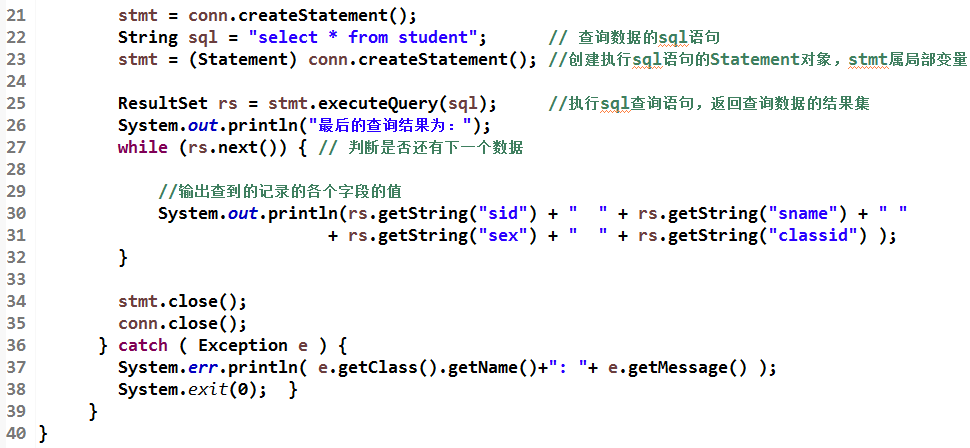 21 stmt = conn.createStatement();
22 String sql = "select * from student"; // 查询数据的sql语句
23 stmt = (Statement) conn.createStatement(); //创建执行sql语句的Statement对象，stmt属局部变量
24
25 ResultSet rs = stmt.executeQuery(sql); //执行sql查询语句，返回查询数据的结果集
26 System.out.println("最后的查询结果为：");
27 while (rs.next()) { // 判断是否还有下一个数据
28
29 //输出查到的记录的各个字段的值
30 System.out.println(rs.getString("sid") + "  " + rs.getString("sname") + " "
31 + rs.getString("sex") + "  " + rs.getString("classid") );
32 }
33
34 stmt.close();
35 conn.close();
36 } catch ( Exception e ) {
37 System.err.println( e.getClass().getName()+": "+ e.getMessage() );
38 System.exit(0);  }
39 }
40 }